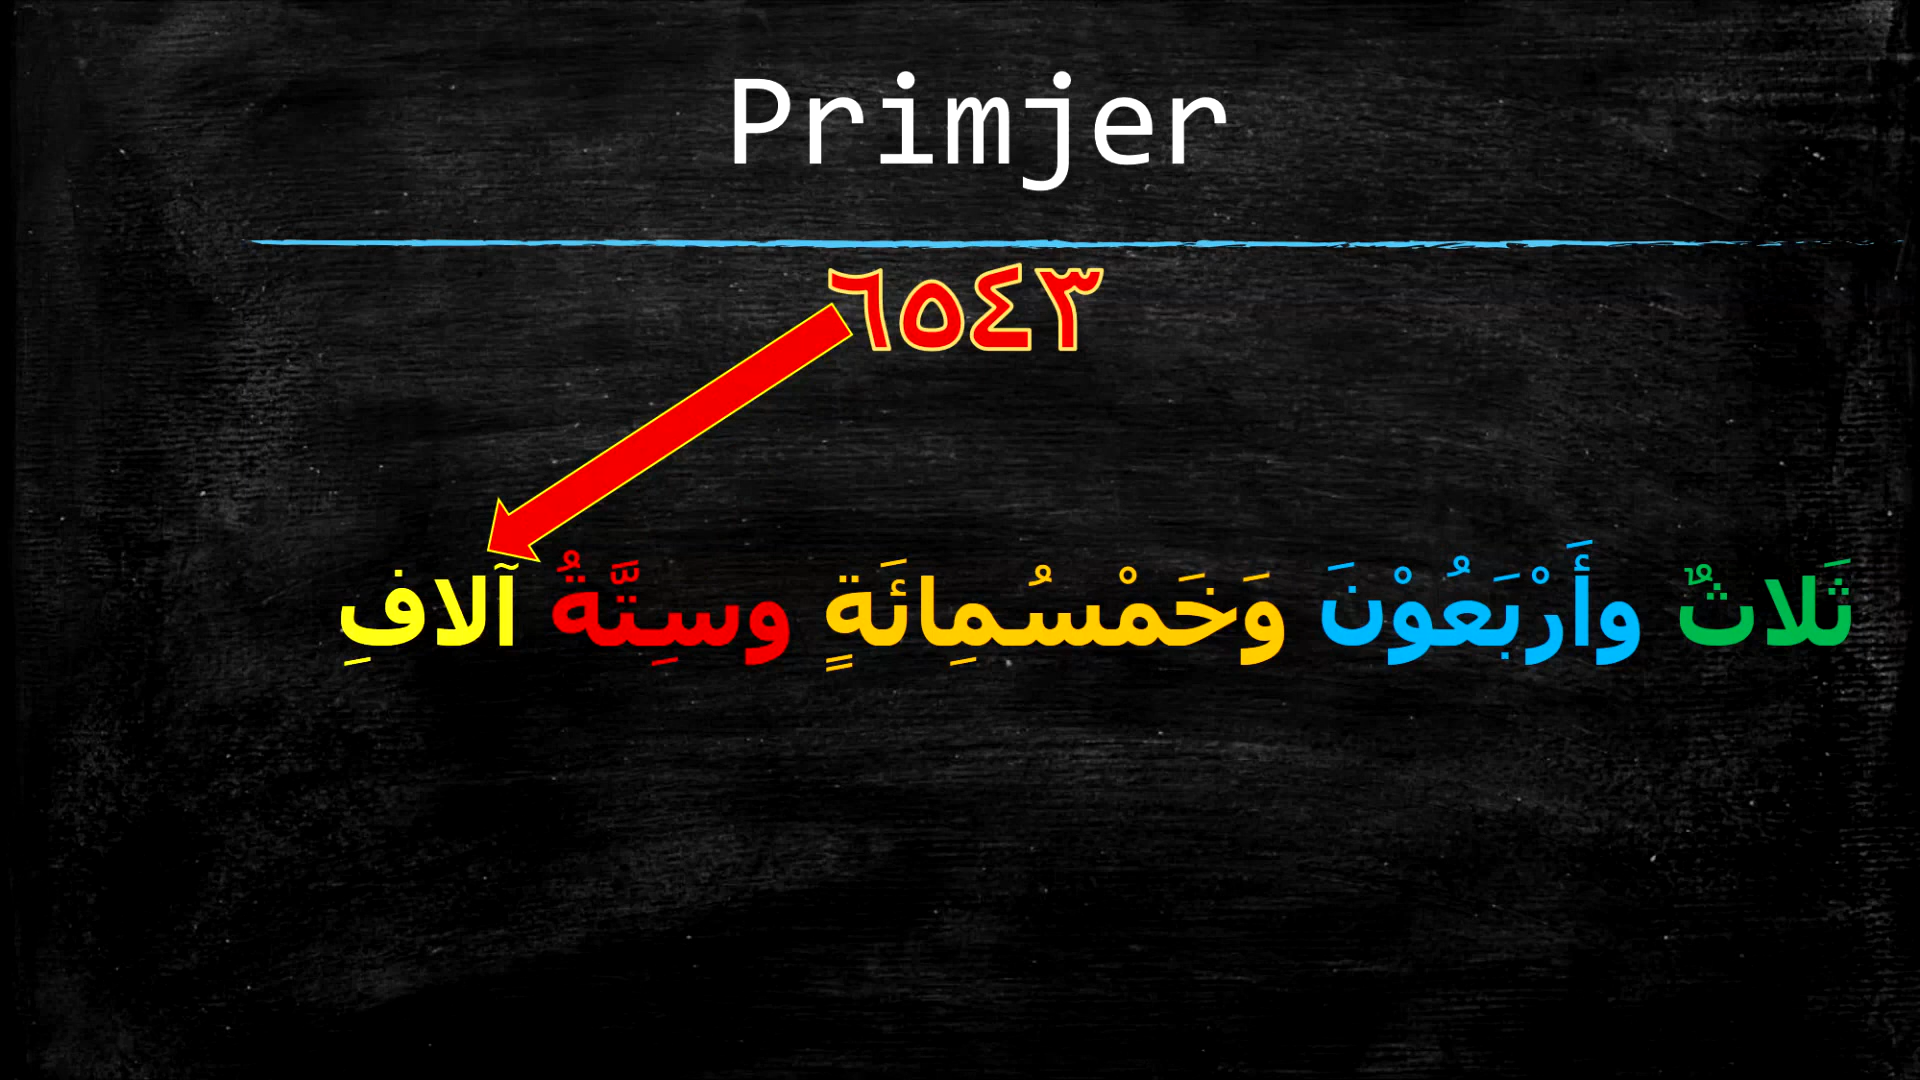 Primjer
٦٥٤٣
ثَلاثٌ وأَرْبَعُوْنَ وَخَمْسُمِائَةٍ وسِتَّةُ آلافِ